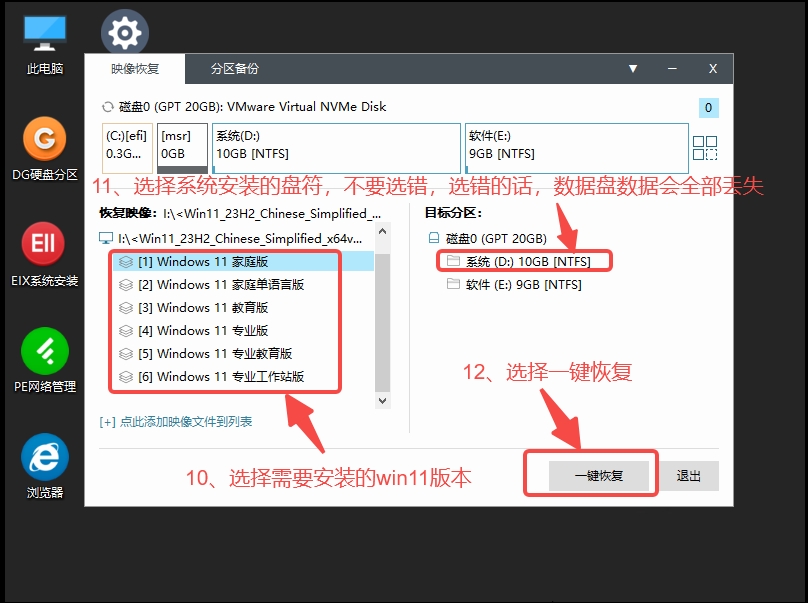 此电脑
DG硬盘分区
EIX系统安装
PE网络管理
浏览器
映像恢复
分区备份
X
磁盘0 (GPT 20GB): VMware Virtual NVMe Disk
0
(C:)[efi]
0.3G...
[msr]
0GB
系统(D:)
10GB [NTFS]
软件(E:)
9GB [NTFS]
11、选择系统安装的盘符，不要选错，选错的话，数据盘数据会全部丢失
恢复映像: I:\<Win11_23H2_Chinese_Simplified_...
I:\<Win11_23H2_Chinese_Simplified_x64v...
[1] Windows 11 家庭版
[2] Windows 11 家庭单语言版
[3] Windows 11 教育版
[4] Windows 11 专业版
[5] Windows 11 专业教育版
[6] Windows 11 专业工作站版
[+] 点此添加映像文件到列表
目标分区:
磁盘0 (GPT 20GB)
系统 (D:) 10GB [NTFS]
软件 (E:) 9GB [NTFS]
12、选择一键恢复
10、选择需要安装的win11版本
一键恢复
退出